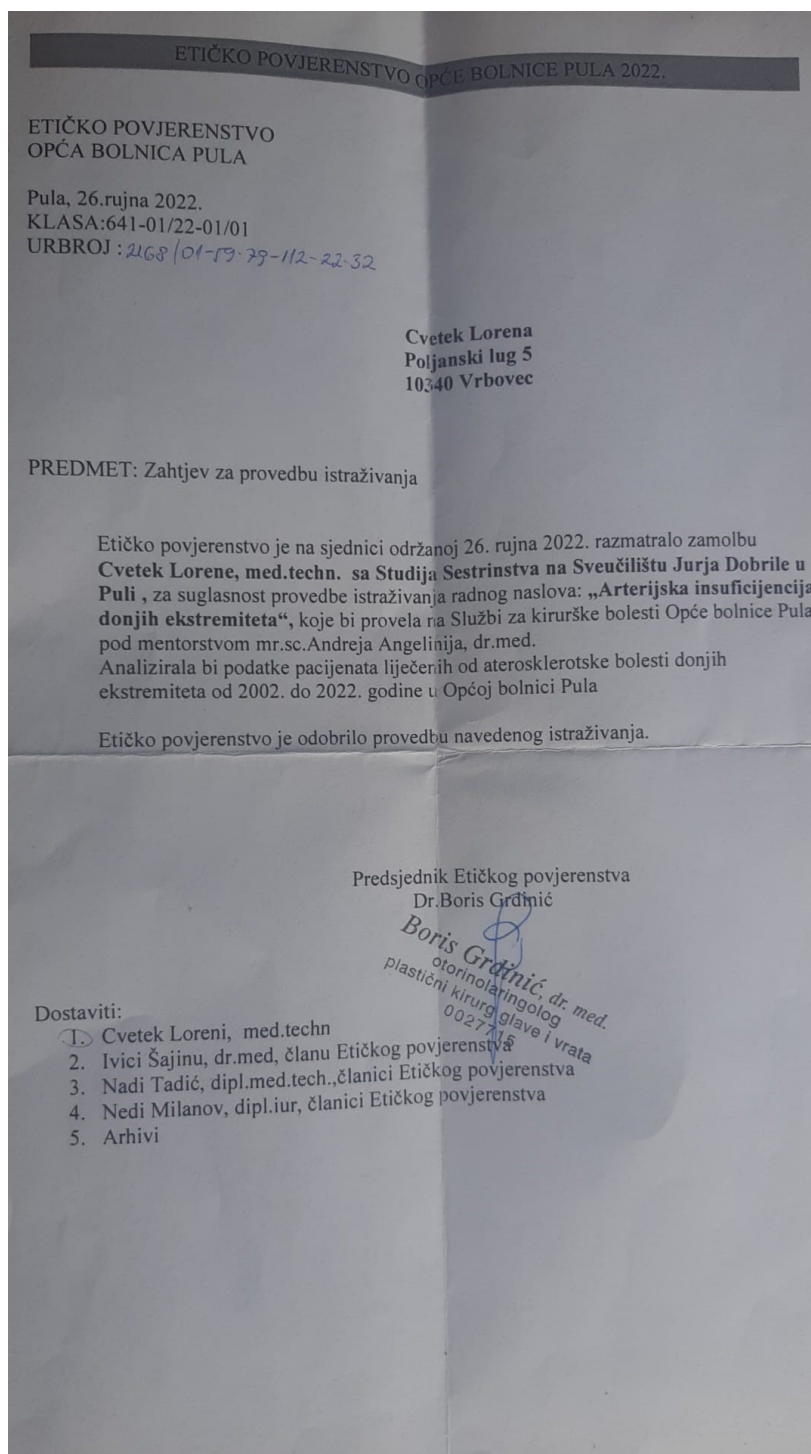 ETIČKO POVJERENSTVO OPĆE BOLNICE PULA 2022.
ETIČKO POVJERENSTVO
OPĆA BOLNICA PULA
Pula, 26.rujna 2022.
KLASA:641-01/22-01/01
URBROJ : 2168/01-59-79-112-22-32
Cvetek Lorena
Poljanski lug 5
10340 Vrbovec
PREDMET: Zahtjev za provedbu istraživanja
Etičko povjerenstvo je na sjednici održanoj 26. rujna 2022. razmatralo zamolbu
Cvetek Lorene, med.techn. sa Studija Sestrinstva na Sveučilištu Jurja Dobrile u
Puli , za suglasnost provedbe istraživanja radnog naslova: „Arterijska insuficijencija
donjih ekstremiteta“, koje bi provela na Službi za kirurške bolesti Opće bolnice Pula
pod mentorstvom mr.sc.Andreja Angelinija, dr.med.
Analizirala bi podatke pacijenata liječenih od aterosklerotske bolesti donjih
ekstremiteta od 2002. do 2022. godine u Općoj bolnici Pula
Etičko povjerenstvo je odobrilo provedbu navedenog istraživanja.
Predsjednik Etičkog povjerenstva
Dr.Boris Grdinić
Boris Grdinić, dr. med.
otorinolaringolog
plastični kirurg glave i vrata
0027715
Dostaviti:
1. Cvetek Loreni, med.techn
2. Ivici Šajinu, dr.med, članu Etičkog povjerenstva
3. Nadi Tadić, dipl.med.tech.,članici Etičkog povjerenstva
4. Nedi Milanov, dipl.iur, članici Etičkog povjerenstva
5. Arhivi